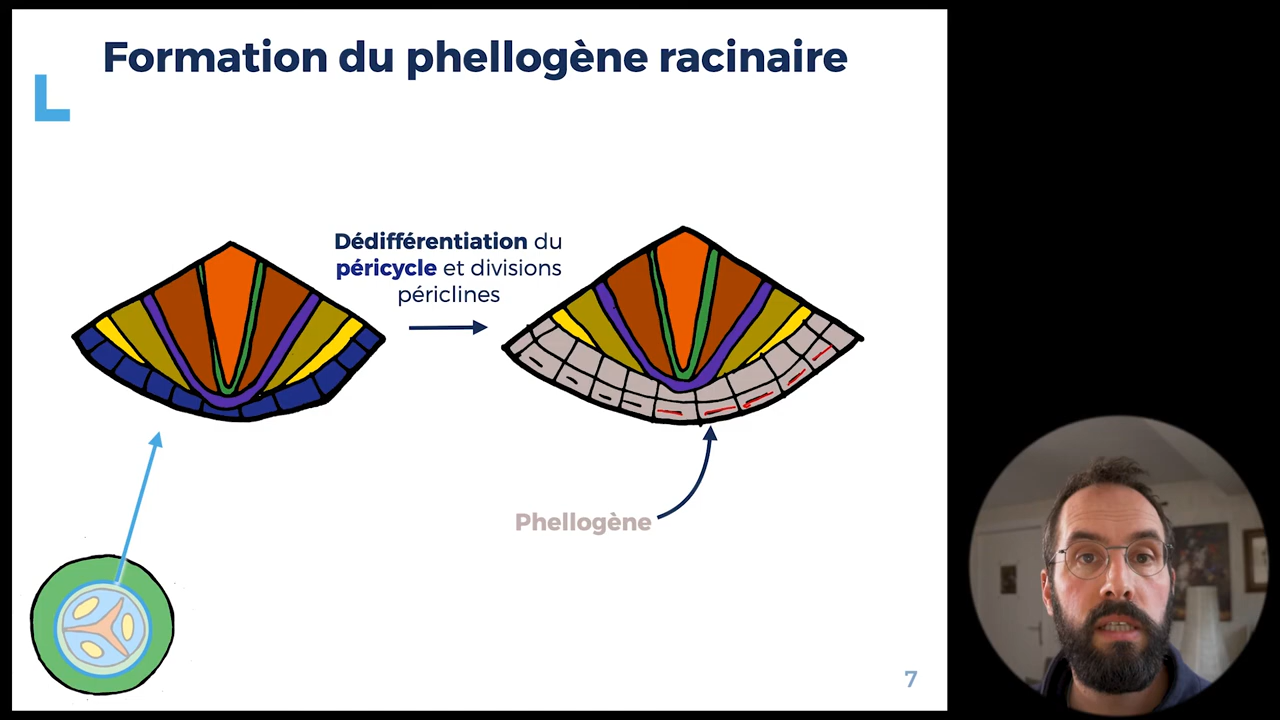 Formation du phellogène racinaire
Dédifférentiation du
péricycle et divisions
périclines
Phellogène
7